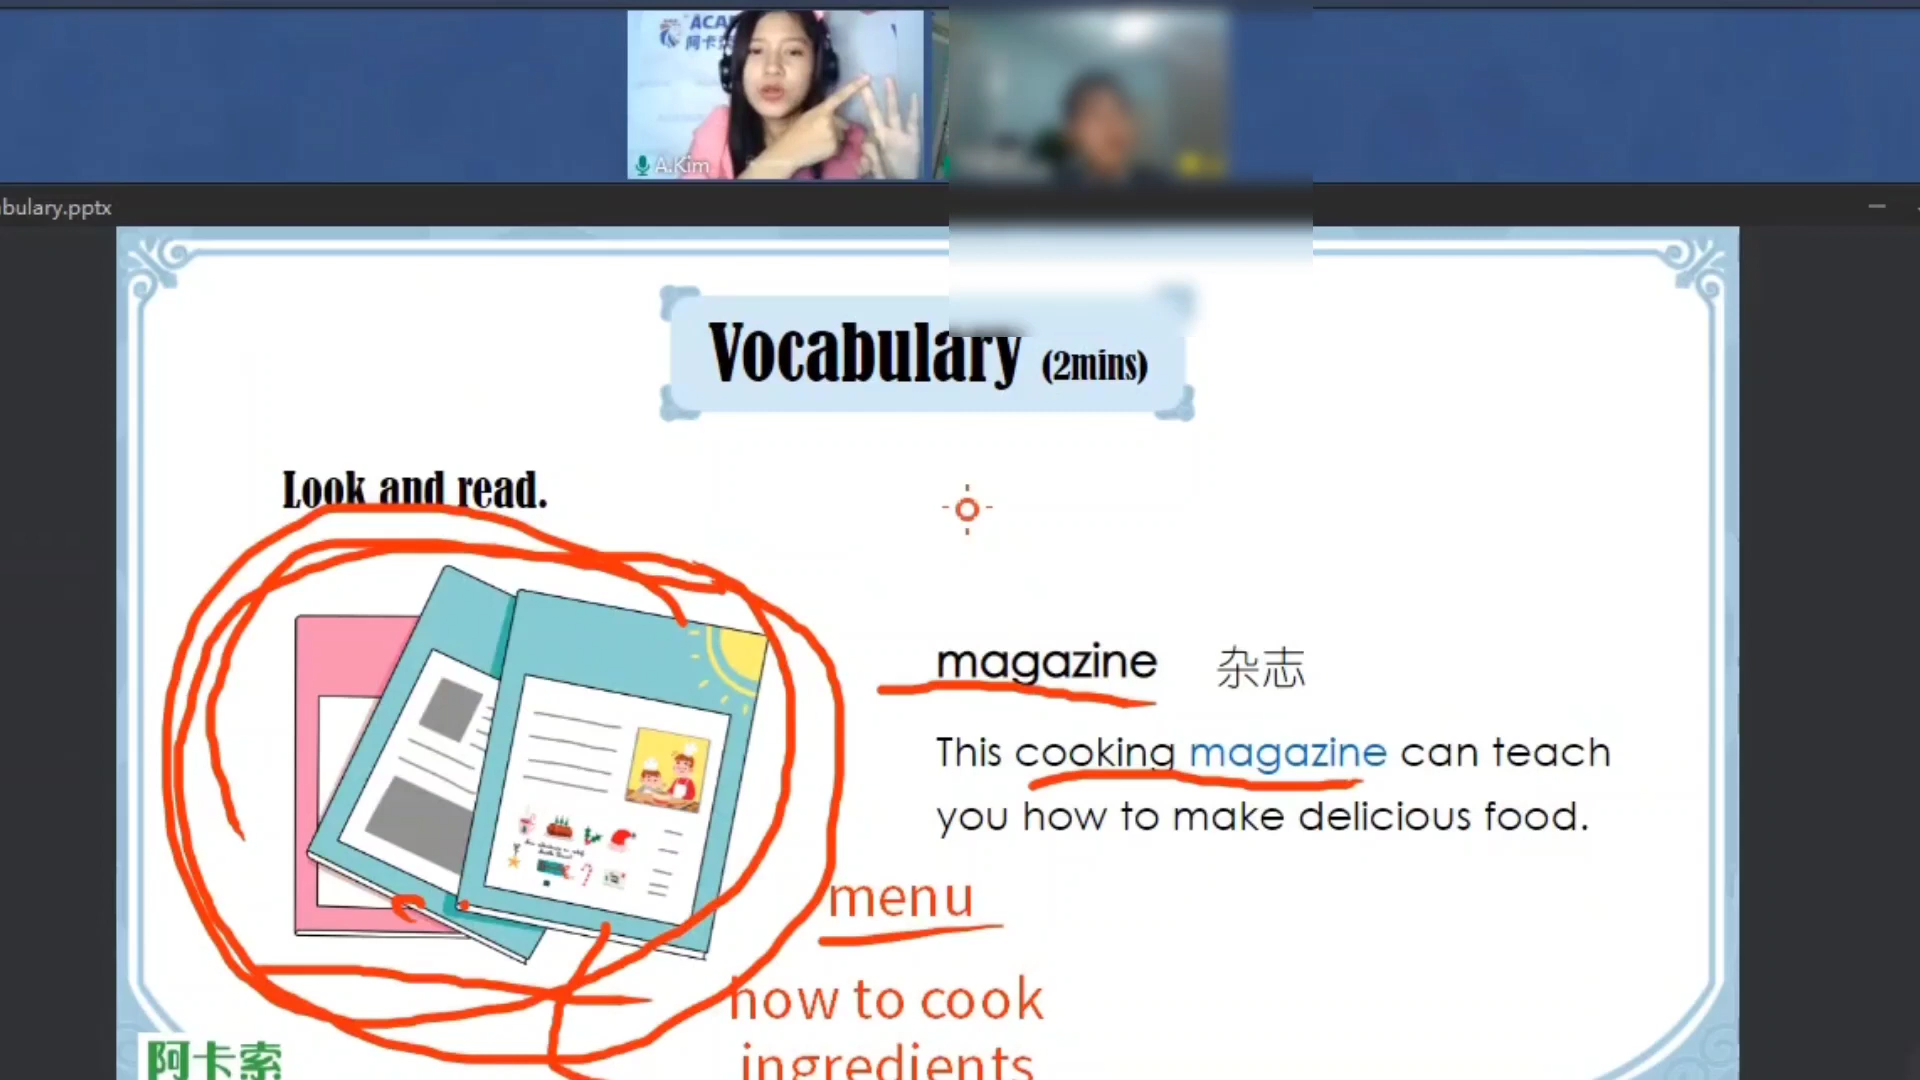 ACA
阿卡索
A.Kim
bulary.pptx
Vocabulary (2mins)
Look and read.
magazine 杂志
This cooking magazine can teach
you how to make delicious food.
menu
how to cook
ingredients
阿卡索